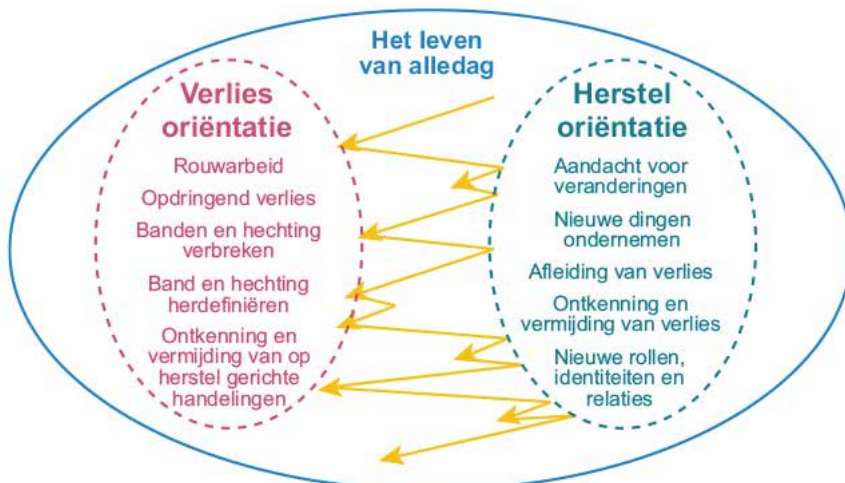 Het leven
van alledag
Verlies
oriëntatie
Rouwarbeid
Opdringend verlies
Banden en hechting
verbreken
Band en hechting
herdefiniëren
Ontkenning en
vermijding van op
herstel gerichte
handelingen
Herstel
oriëntatie
Aandacht voor
veranderingen
Nieuwe dingen
ondernemen
Afleiding van verlies
Ontkenning en
vermijding van verlies
Nieuwe rollen,
identiteiten en
relaties